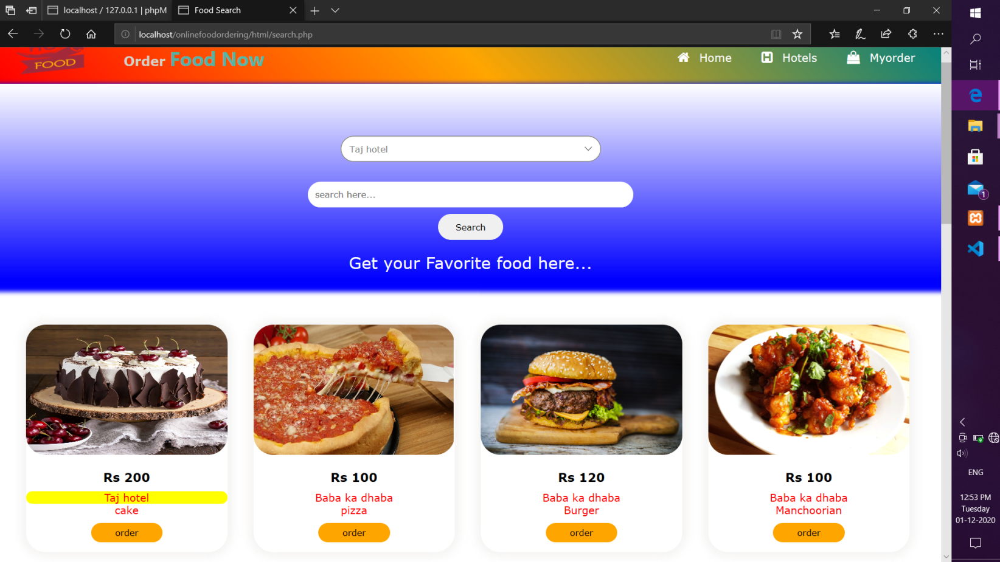 localhost / 127.0.0.1 | phpM
Food Search
localhost/onlinefoodordering/html/search.php
FOOD
Order Food Now
Home
Hotels
Myorder
Taj hotel
search here...
Search
Get your Favorite food here...
Rs 200
Taj hotel
cake
order
Rs 100
Baba ka dhaba
pizza
order
Rs 120
Baba ka dhaba
Burger
order
Rs 100
Baba ka dhaba
Manchoorian
order
1
ENG
12:53 PM
Tuesday
01-12-2020